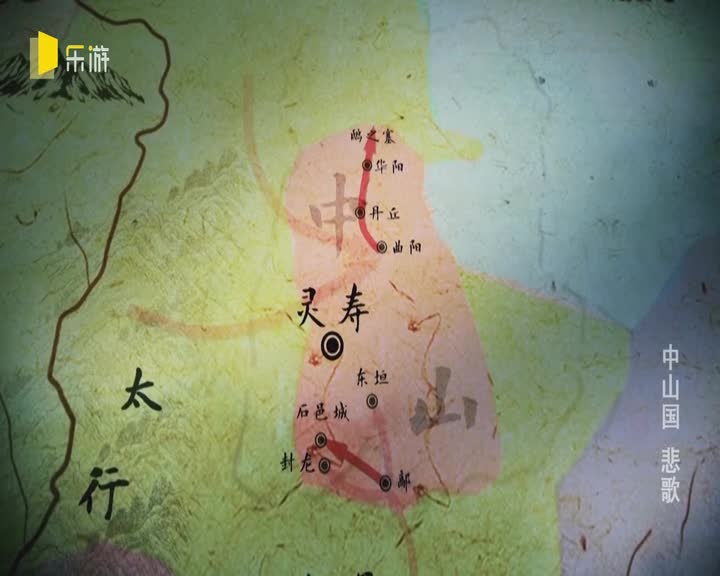 乐游
鸱之塞
华阳
中
丹丘
曲阳
灵寿
东垣
山
石邑城
太行
封龙
鄗
中山国 悲歌